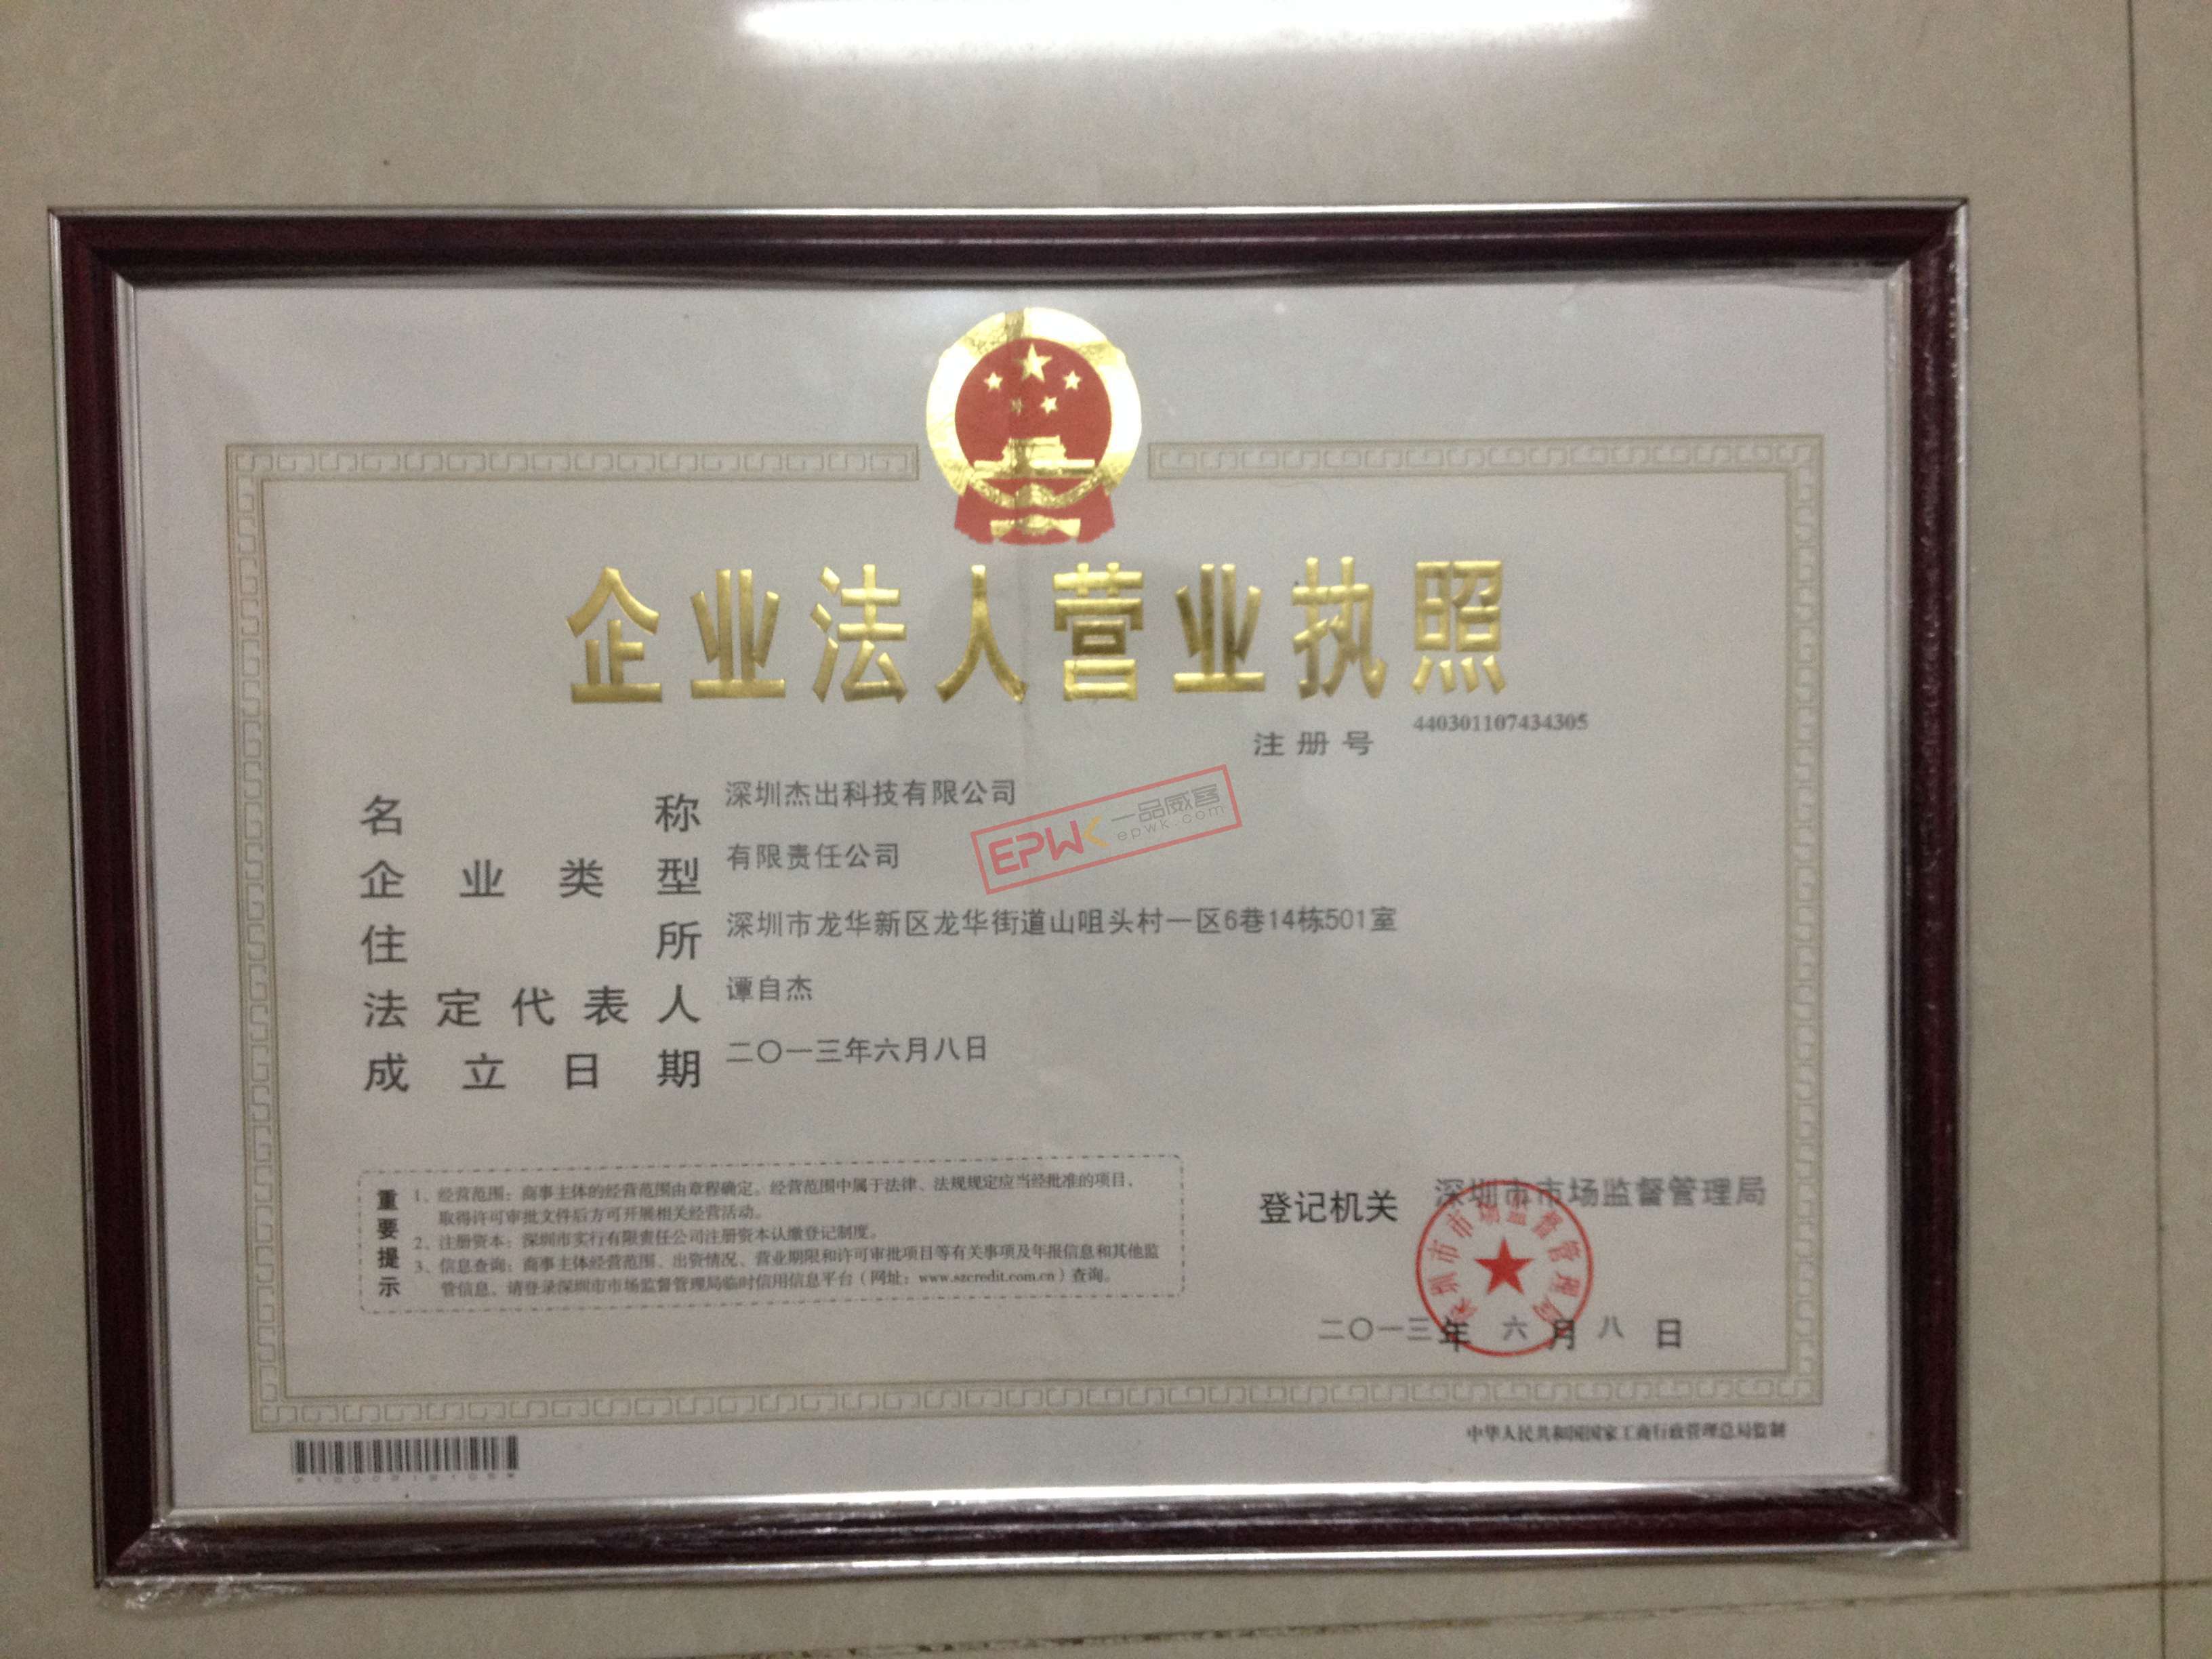 企业法人营业执照
注册号 440301107434305
名称 深圳杰出科技有限公司
EPWK 一品威客
epwk.com
企业类型 有限责任公司
住所 深圳市龙华新区龙华街道山咀头村一区6巷14栋501室
法定代表人 谭自杰
成立日期 二〇一三年六月八日
重要提示
1、经营范围：商事主体的经营范围由章程确定。经营范围中属于法律、法规规定应当经批准的项目，
取得许可审批文件后方可开展相关经营活动。
2、注册资本：深圳市实行有限责任公司注册资本认缴登记制度。
3、信息查询：商事主体经营范围、出资情况、营业期限和许可审批项目等有关事项及年报信息和其他监
管信息，请登录深圳市市场监督管理局临时信用信息平台（网址：www.szcredit.com.cn）查询。
登记机关 深圳市市场监督管理局
深圳市市场监督管理局
二〇一三年六月八日
中华人民共和国国家工商行政管理总局监制